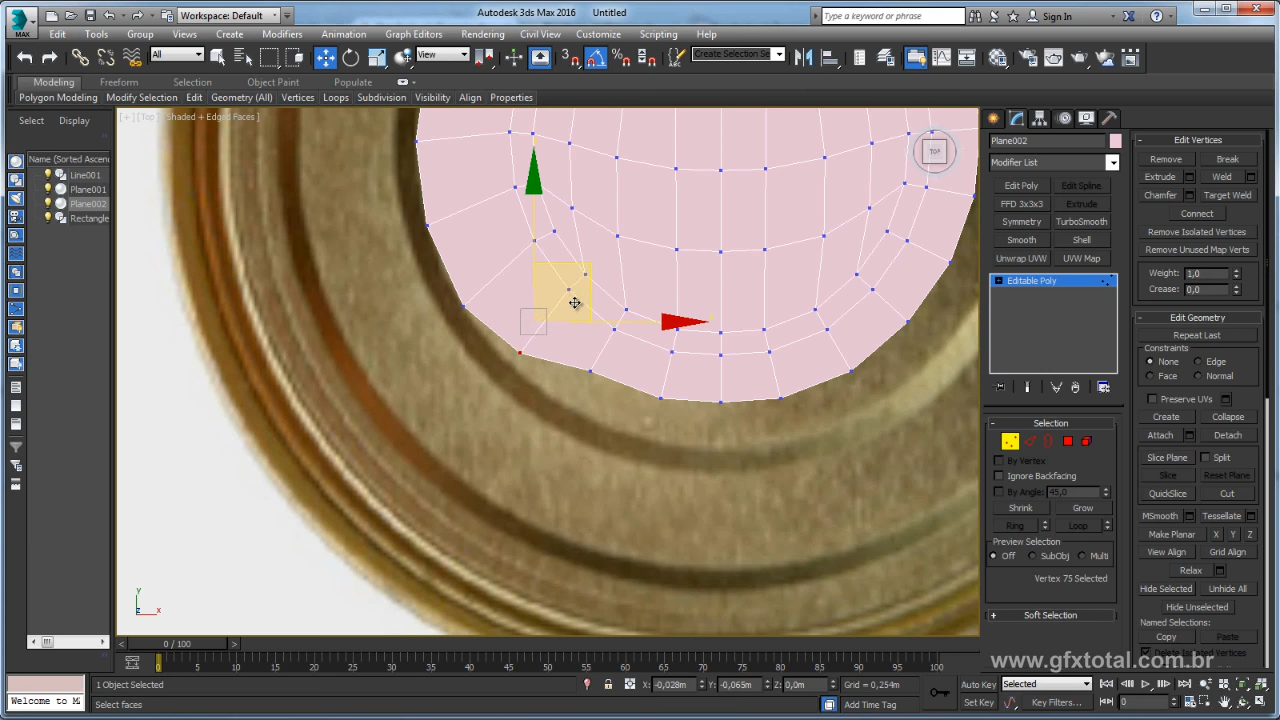 Workspace: Default
Autodesk 3ds Max 2016 Untitled
Type a keyword or phrase
Sign In
MAX
Edit Tools Group Views Create Modifiers Animation Graph Editors Rendering Civil View Customize Scripting Help
All
View
Create Selection Se
Modeling Freeform Selection Object Paint Populate
Polygon Modeling Modify Selection Edit Geometry (All) Vertices Loops Subdivision Visibility Align Properties
Select Display
[+] [Top] [Shaded + Edged Faces]
Name (Sorted Ascen
Line001
Plane001
Plane002
Rectangle
TOP
Y
Z
X
Plane002
Modifier List
Edit Poly Edit Spline
FFD 3x3x3 Extrude
Symmetry TurboSmooth
Smooth Shell
Unwrap UVW UVW Map
Editable Poly
Selection
By Vertex
Ignore Backfacing
By Angle: 45,0
Shrink Grow
Ring Loop
Preview Selection
Off SubObj Multi
Vertex 75 Selected
Soft Selection
Edit Vertices
Remove Break
Extrude Weld
Chamfer Target Weld
Connect
Remove Isolated Vertices
Remove Unused Map Verts
Weight: 1,0
Crease: 0,0
Edit Geometry
Repeat Last
Constraints
None Edge
Face Normal
Preserve UVs
Create Collapse
Attach Detach
Slice Plane Split
Slice Reset Plane
QuickSlice Cut
MSmooth Tessellate
Make Planar X Y Z
View Align Grid Align
Relax
Hide Selected Unhide All
Hide Unselected
Named Selections:
Copy Paste
Delete Isolated Vertices
www.gfxtotal.com.br
0 / 100
0 5 10 15 20 25 30 35 40 45 50 55 60 65 70 75 80 85 90 95 100
1 Object Selected
X: -0,028m Y: -0,065m Z: 0,0m Grid = 0,254m
Auto Key Selected
Welcome to M
Select faces
Add Time Tag
Set Key Key Filters...
0